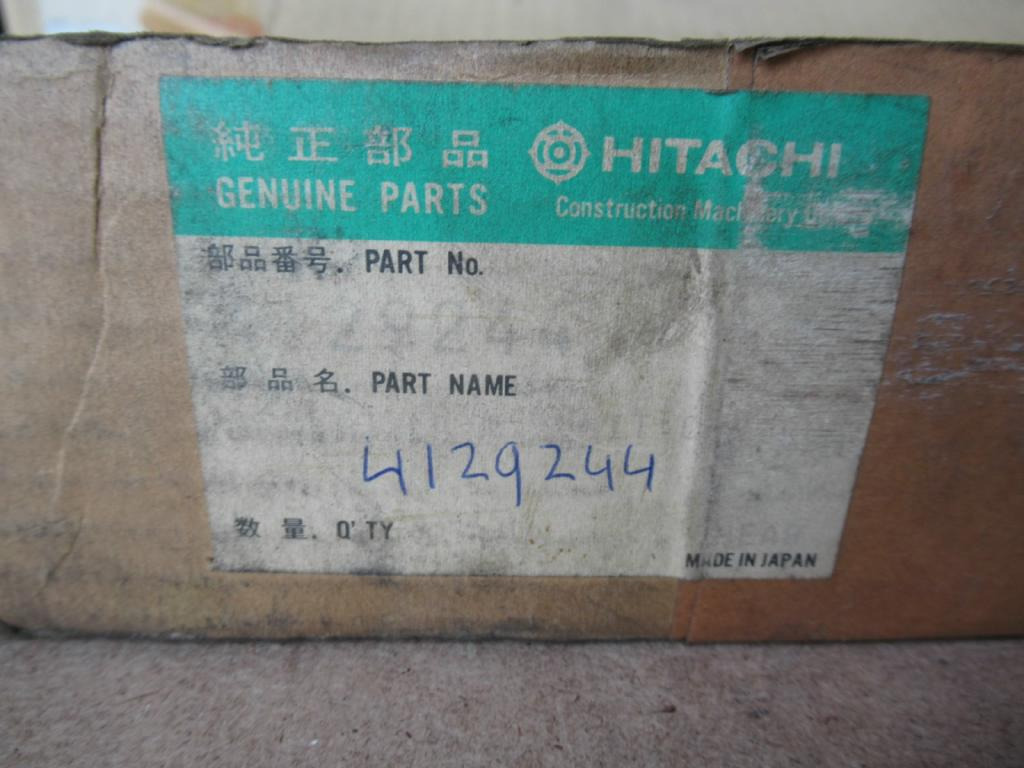 純正部品
GENUINE PARTS
HITACHI
Construction Machinery
部品番号. PART No.
部品名. PART NAME
4129244
数量. Q'TY
MADE IN JAPAN